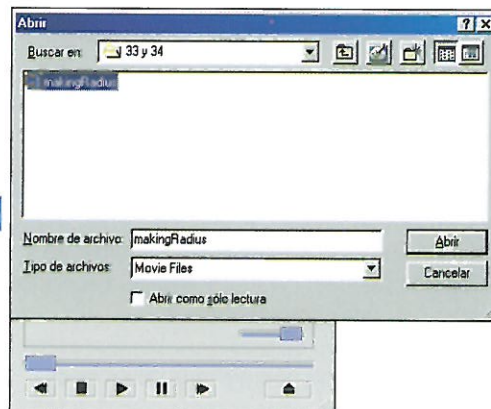 Abrir
Buscar en: 33 y 34
makingRadius
Nombre de archivo: makingRadius
Abrir
Tipo de archivos: Movie Files
Cancelar
Abrir como sólo lectura